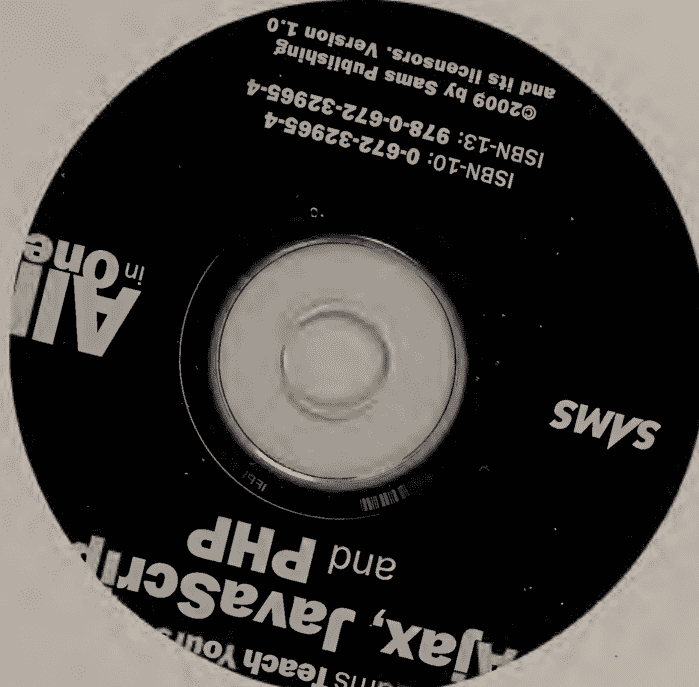 ams Teach Yours
Ajax, JavaScrip
and PHP
SAMS
All
in One
ISBN-10: 0-672-32965-4
ISBN-13: 978-0-672-32965-4
©2009 by Sams Publishing
and its licensors. Version 1.0